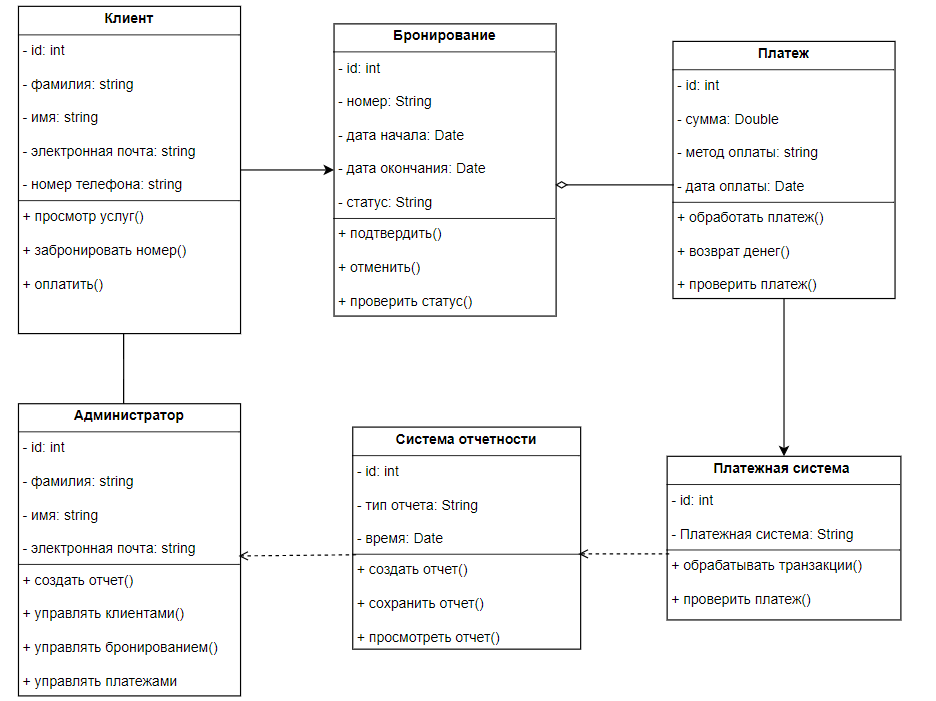 Клиент
- id: int
- фамилия: string
- имя: string
- электронная почта: string
- номер телефона: string
+ просмотр услуг()
+ забронировать номер()
+ оплатить()
Бронирование
- id: int
- номер: String
- дата начала: Date
- дата окончания: Date
- статус: String
+ подтвердить()
+ отменить()
+ проверить статус()
Платеж
- id: int
- сумма: Double
- метод оплаты: string
- дата оплаты: Date
+ обработать платеж()
+ возврат денег()
+ проверить платеж()
Администратор
- id: int
- фамилия: string
- имя: string
- электронная почта: string
+ создать отчет()
+ управлять клиентами()
+ управлять бронированием()
+ управлять платежами
Система отчетности
- id: int
- тип отчета: String
- время: Date
+ создать отчет()
+ сохранить отчет()
+ просмотреть отчет()
Платежная система
- id: int
- Платежная система: String
+ обрабатывать транзакции()
+ проверить платеж()